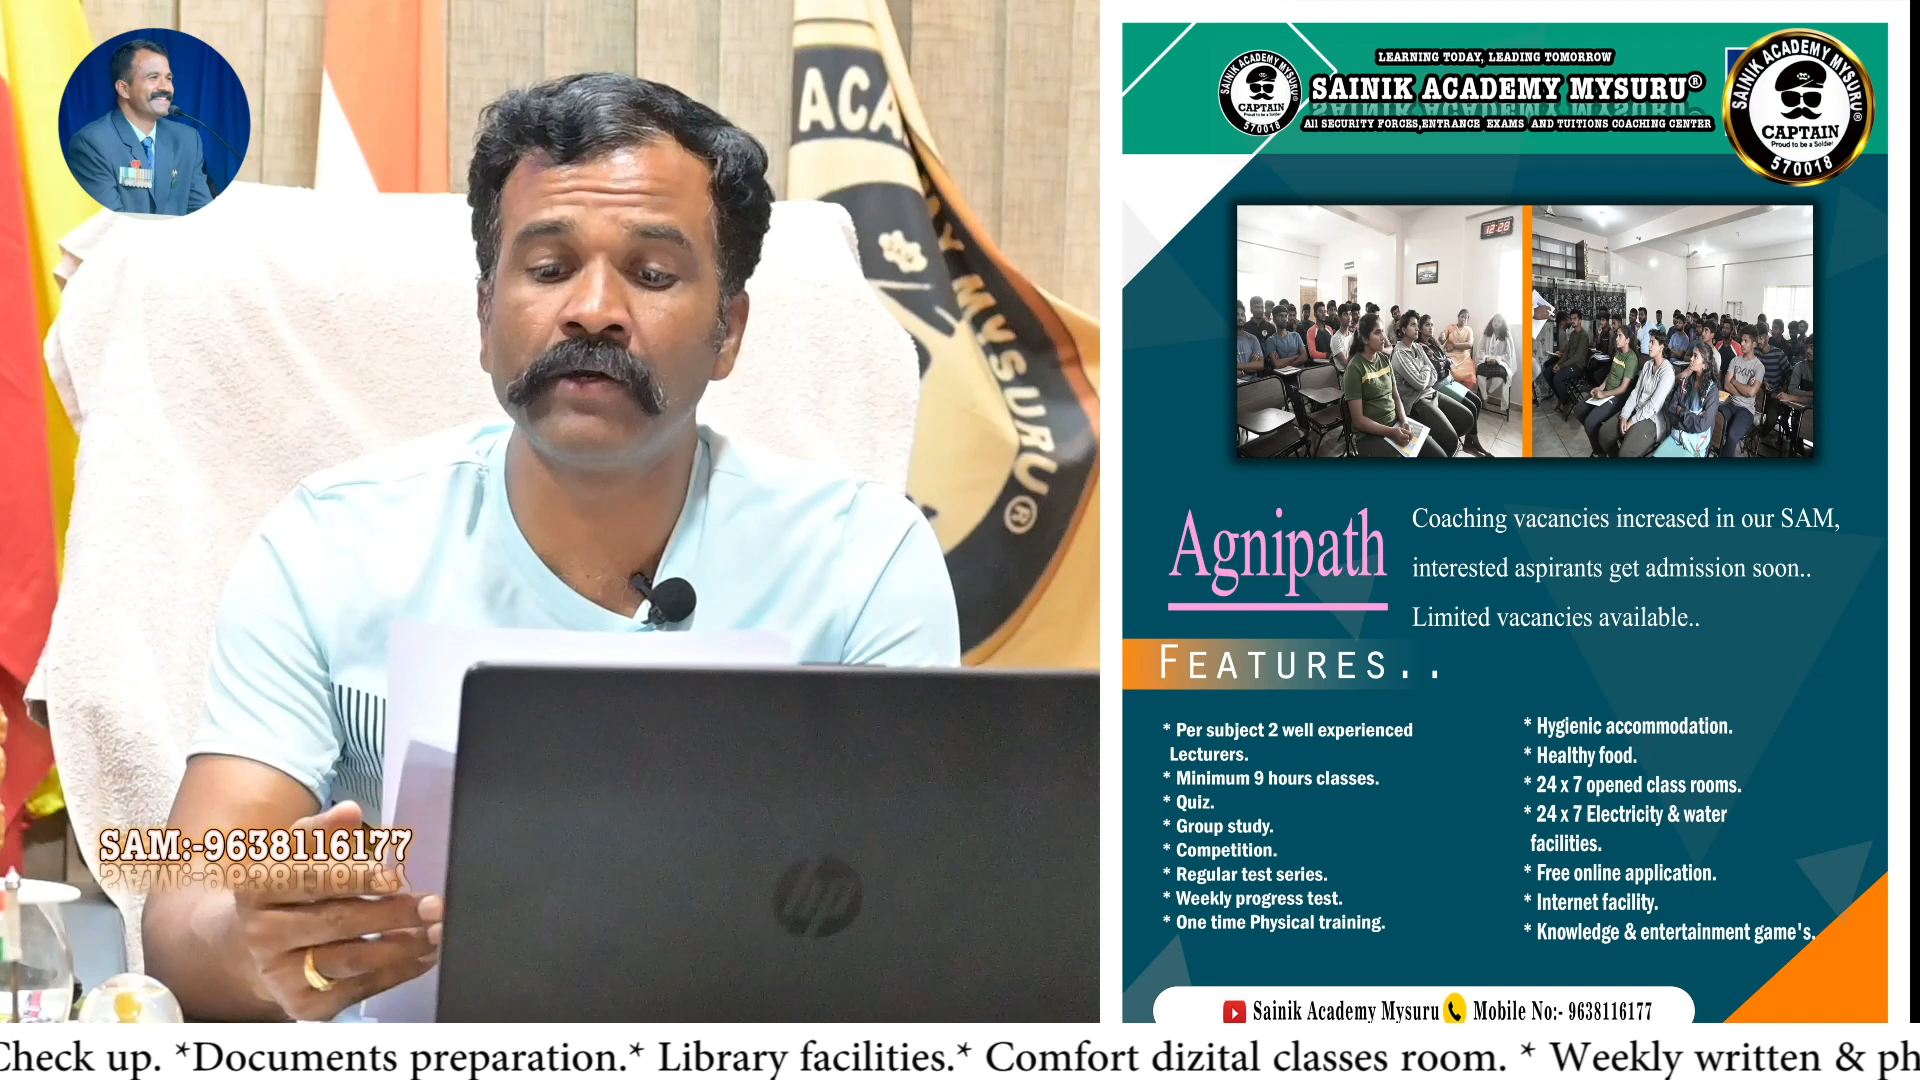 LEARNING TODAY, LEADING TOMORROW
SAINIK ACADEMY MYSURU®
All SECURITY FORCES,ENTRANCE EXAMS AND TUITIONS COACHING CENTER
SAINIK ACADEMY MYSURU®
CAPTAIN
Proud to be a Soldier
570018
SAINIK ACADEMY MYSURU®
CAPTAIN
Proud to be a Soldier
570018
ACA
MYSURU®
12:28
Agnipath
Coaching vacancies increased in our SAM,
interested aspirants get admission soon..
Limited vacancies available..
FEATURES..
* Per subject 2 well experienced
Lecturers.
* Minimum 9 hours classes.
* Quiz.
* Group study.
* Competition.
* Regular test series.
* Weekly progress test.
* One time Physical training.
* Hygienic accommodation.
* Healthy food.
* 24 x 7 opened class rooms.
* 24 x 7 Electricity & water
facilities.
* Free online application.
* Internet facility.
* Knowledge & entertainment game's.
SAM:-9638116177
hp
Sainik Academy Mysuru Mobile No:- 9638116177
Check up. *Documents preparation.* Library facilities.* Comfort dizital classes room. * Weekly written & ph